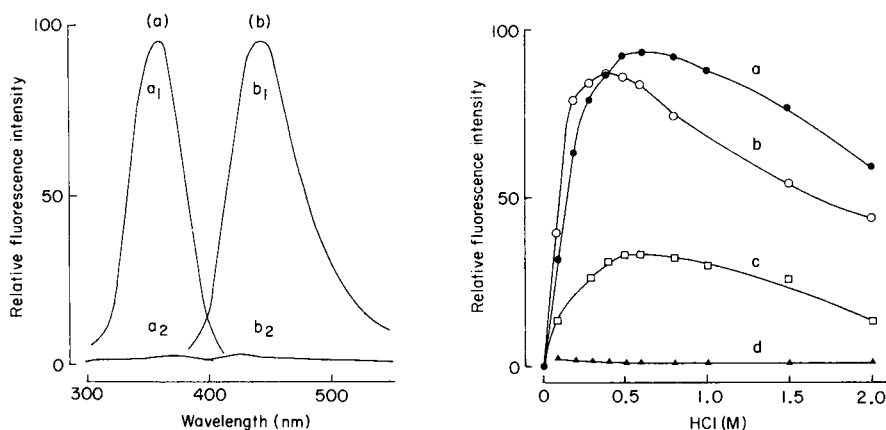 (a) (b)
100
a1 b1
50
a2 b2
0
300 400 500
Wavelength (nm)
Relative fluorescence intensity
100
a
b
50
c
d
0
0 0.5 1.0 1.5 2.0
HCl (M)
Relative fluorescence intensity